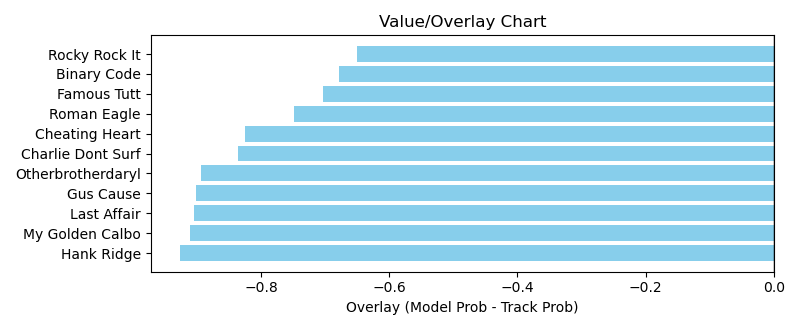 Value/Overlay Chart
Rocky Rock It
Binary Code
Famous Tutt
Roman Eagle
Cheating Heart
Charlie Dont Surf
Otherbrotherdaryl
Gus Cause
Last Affair
My Golden Calbo
Hank Ridge
−0.8 −0.6 −0.4 −0.2 0.0
Overlay (Model Prob - Track Prob)